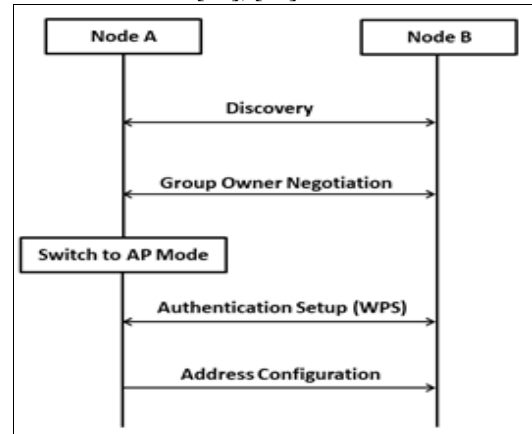 Node A
Node B
Discovery
Group Owner Negotiation
Switch to AP Mode
Authentication Setup (WPS)
Address Configuration